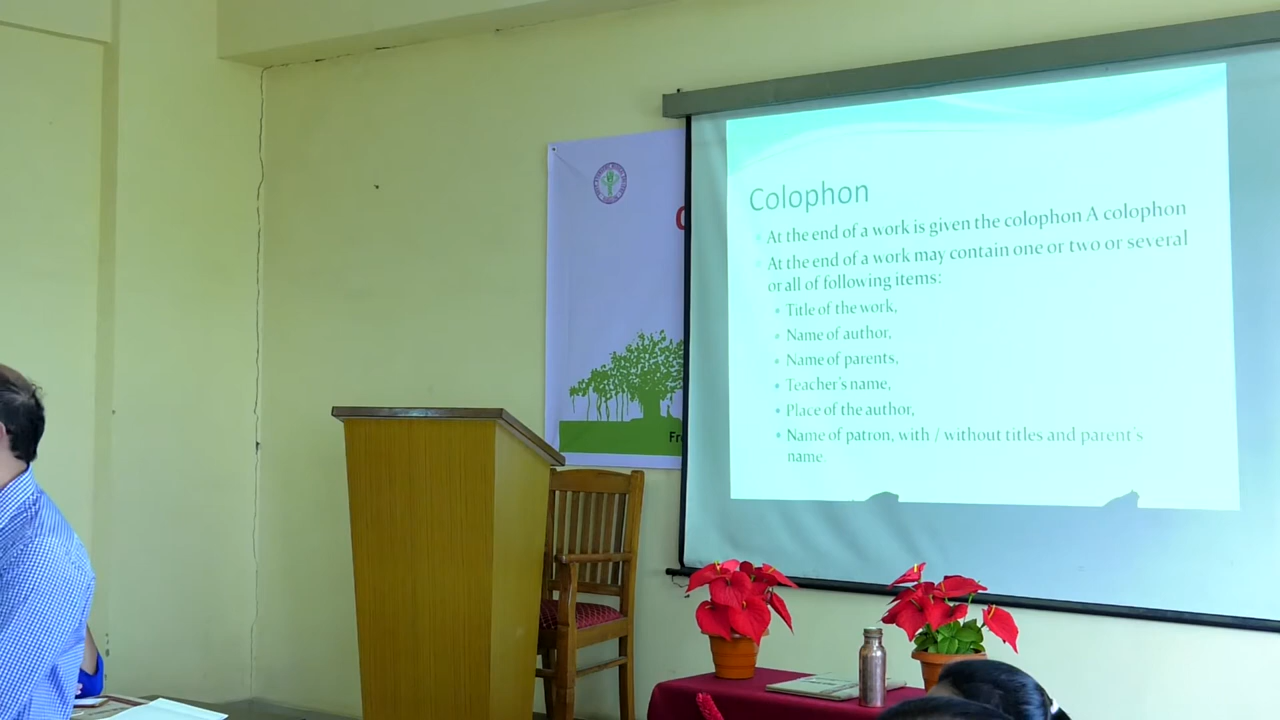 Colophon
At the end of a work is given the colophon A colophon
At the end of a work may contain one or two or several
or all of following items:
Title of the work,
Name of author,
Name of parents,
Teacher's name,
Place of the author,
Name of patron, with / without titles and parent's
name.